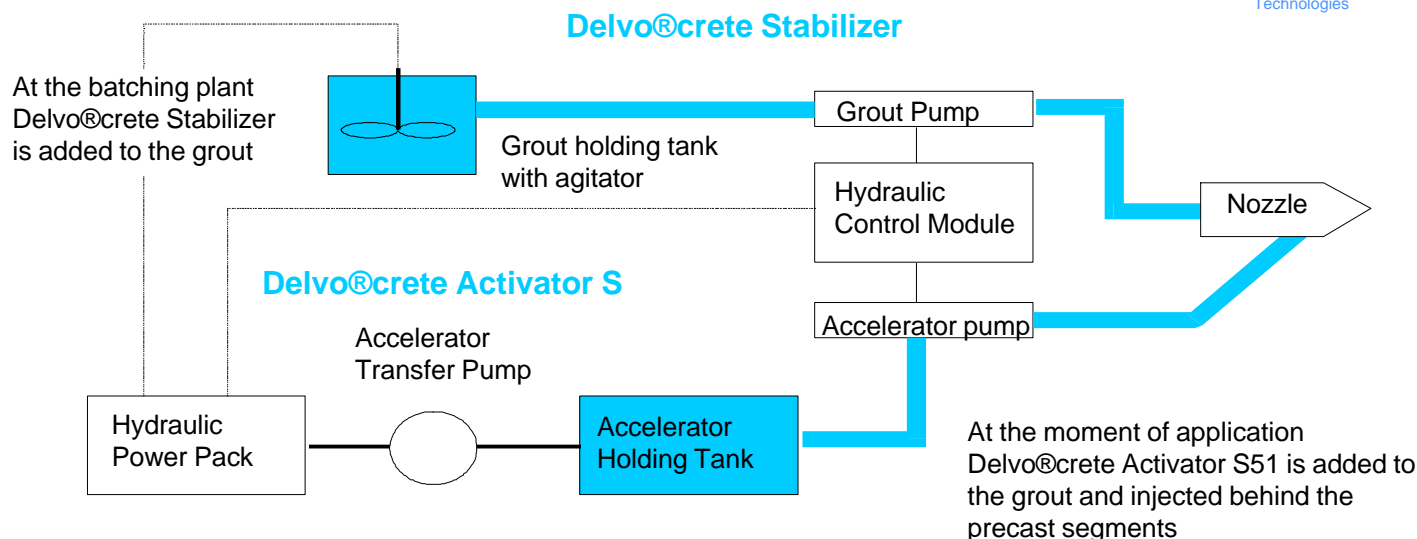 Technologies
Delvo®crete Stabilizer
At the batching plant
Delvo®crete Stabilizer
is added to the grout
Grout holding tank
with agitator
Grout Pump
Hydraulic
Control Module
Nozzle
Delvo®crete Activator S
Accelerator pump
Accelerator
Transfer Pump
Hydraulic
Power Pack
Accelerator
Holding Tank
At the moment of application
Delvo®crete Activator S51 is added to
the grout and injected behind the
precast segments